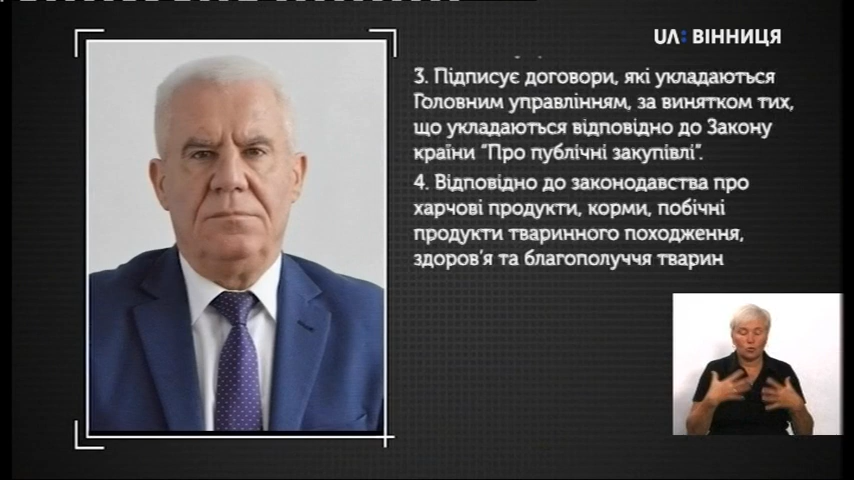 UA: ВІННИЦЯ
3. Підписує договори, які укладаються
Головним управлінням, за винятком тих,
що укладаються відповідно до Закону
країни "Про публічні закупівлі".
4. Відповідно до законодавства про
харчові продукти, корми, побічні
продукти тваринного походження,
здоров'я та благополуччя тварин